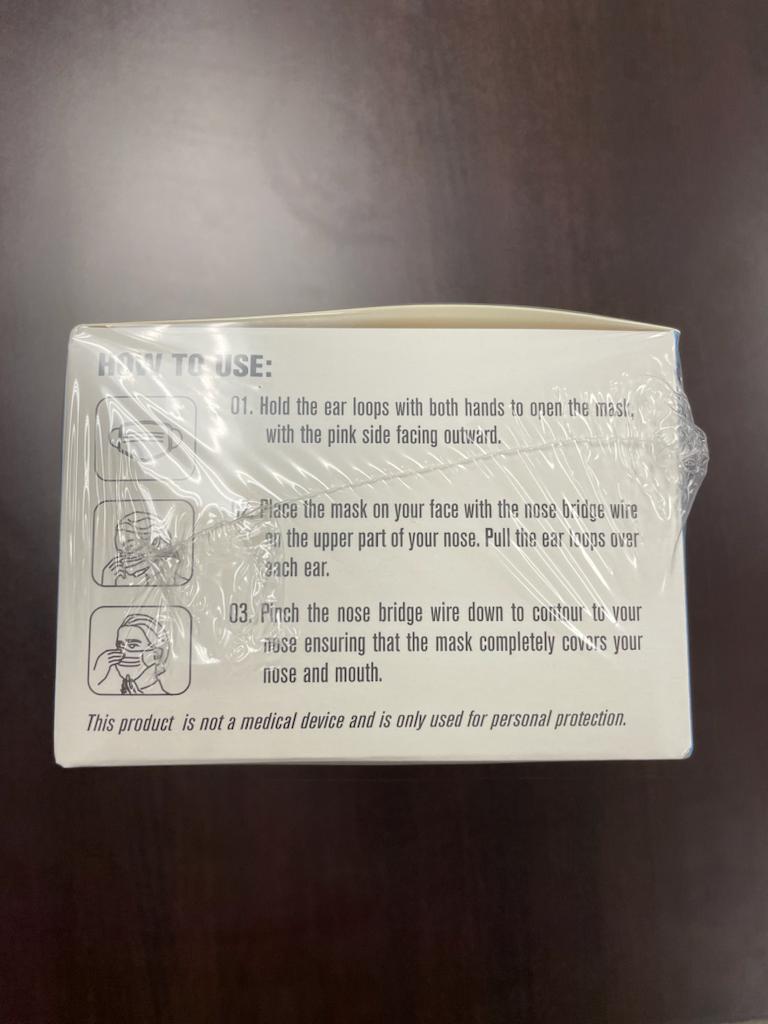 HOW TO USE:
01. Hold the ear loops with both hands to open the mask,
with the pink side facing outward.
02. Place the mask on your face with the nose bridge wire
on the upper part of your nose. Pull the ear loops over
each ear.
03. Pinch the nose bridge wire down to contour to your
nose ensuring that the mask completely covers your
nose and mouth.
This product is not a medical device and is only used for personal protection.